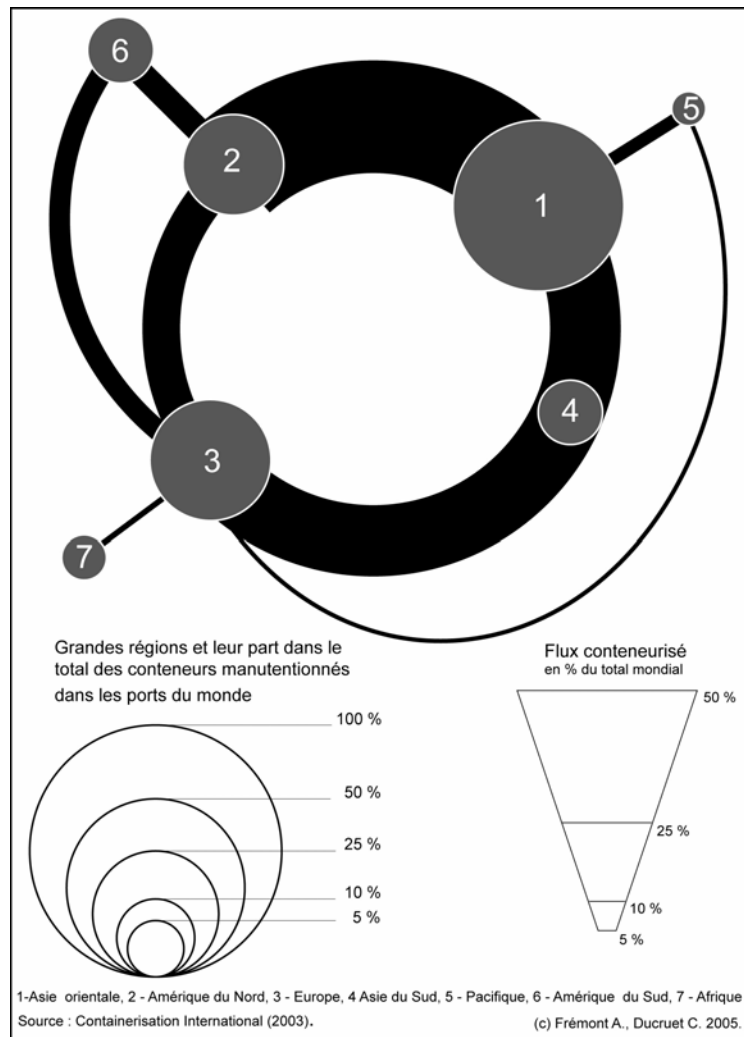 6
5
2
1
4
3
7
Grandes régions et leur part dans le
total des conteneurs manutentionnés
dans les ports du monde
100 %
50 %
25 %
10 %
5 %
Flux conteneurisé
en % du total mondial
50 %
25 %
10 %
5 %
1-Asie orientale, 2 - Amérique du Nord, 3 - Europe, 4 Asie du Sud, 5 - Pacifique, 6 - Amérique du Sud, 7 - Afrique
Source : Containerisation International (2003).
(c) Frémont A., Ducruet C. 2005.